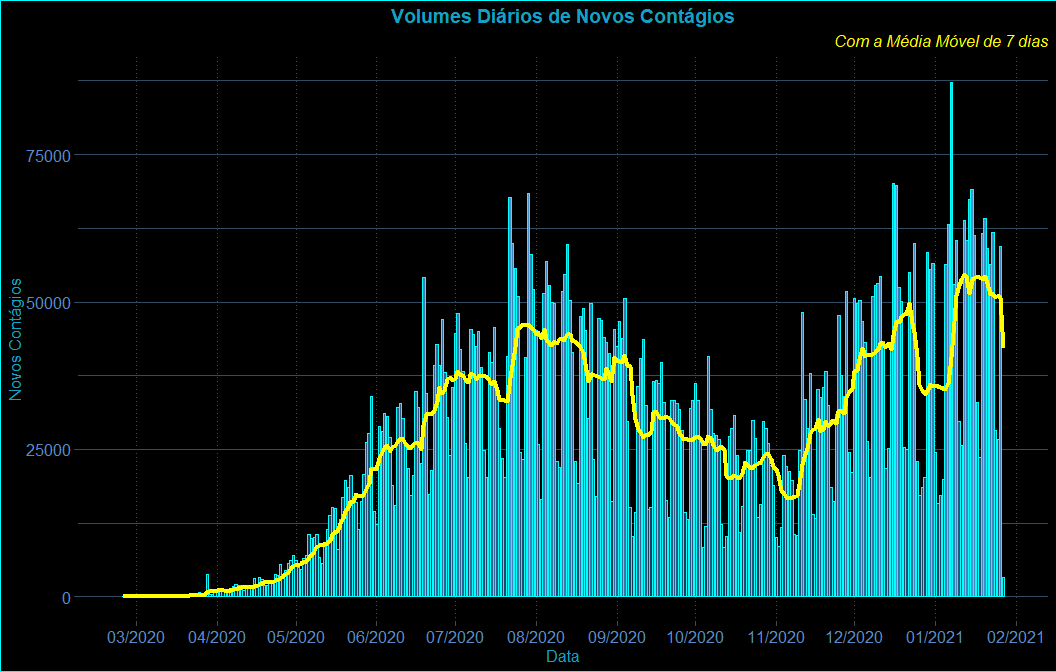 Volumes Diários de Novos Contágios
Com a Média Móvel de 7 dias
Novos Contágios
75000
50000
25000
0
03/2020 04/2020 05/2020 06/2020 07/2020 08/2020 09/2020 10/2020 11/2020 12/2020 01/2021 02/2021
Data